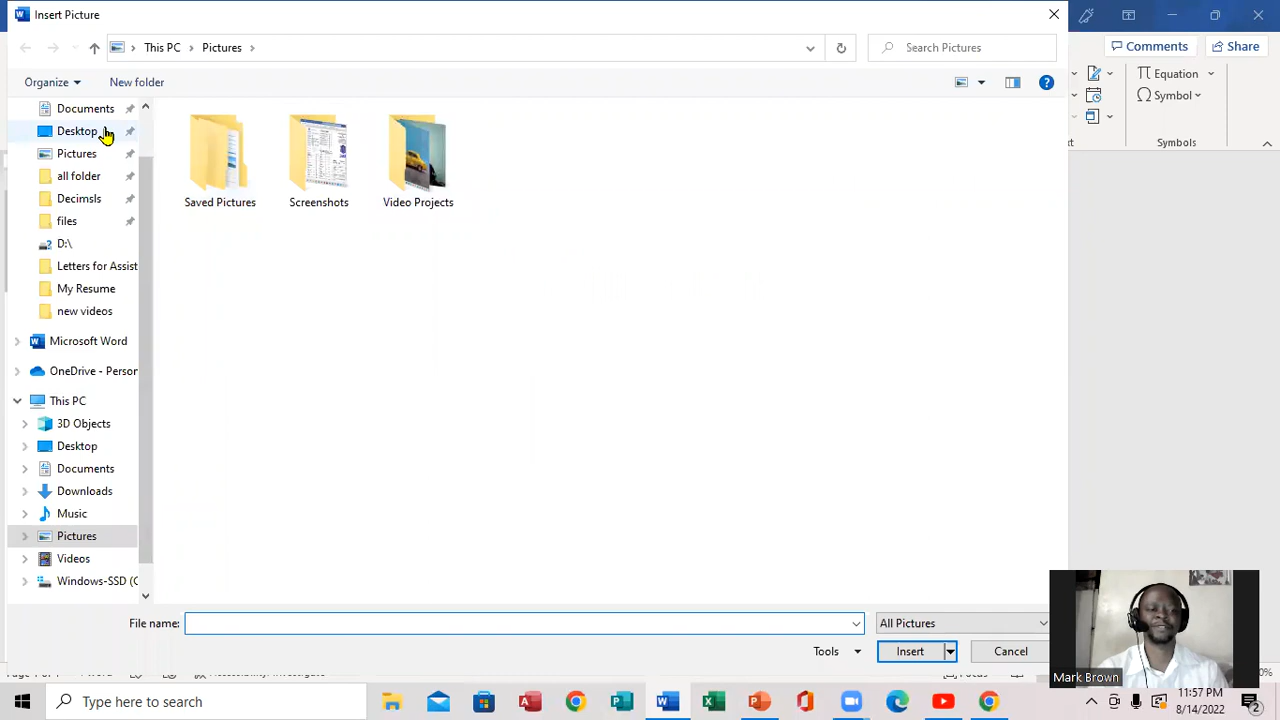 Insert Picture
This PC
Pictures
Search Pictures
Comments
Share
Organize
New folder
Equation
Symbol
Symbols
Documents
Desktop
Pictures
all folder
Decimsls
files
D:\
Letters for Assist
My Resume
new videos
Microsoft Word
OneDrive - Person
This PC
3D Objects
Desktop
Documents
Downloads
Music
Pictures
Videos
Windows-SSD (C
Saved Pictures
Screenshots
Video Projects
File name:
All Pictures
Tools
Insert
Cancel
Mark Brown
Type here to search
11:57 PM
8/14/2022
2